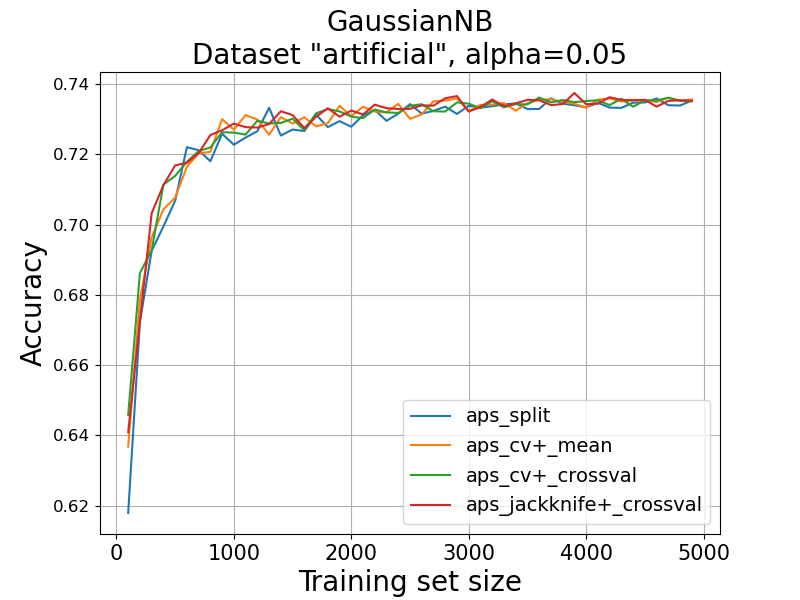 GaussianNB
Dataset "artificial", alpha=0.05
Accuracy
0.74
0.72
0.70
0.68
0.66
0.64
0.62
0
1000
2000
3000
4000
5000
Training set size
aps_split
aps_cv+_mean
aps_cv+_crossval
aps_jackknife+_crossval